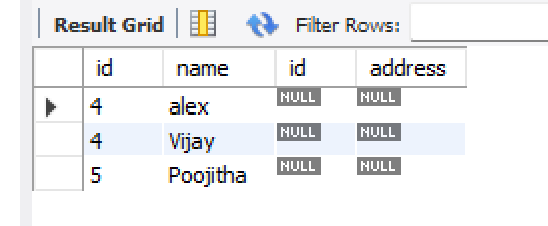 Result Grid Filter Rows:
id name id address
4 alex NULL NULL
4 Vijay NULL NULL
5 Poojitha NULL NULL